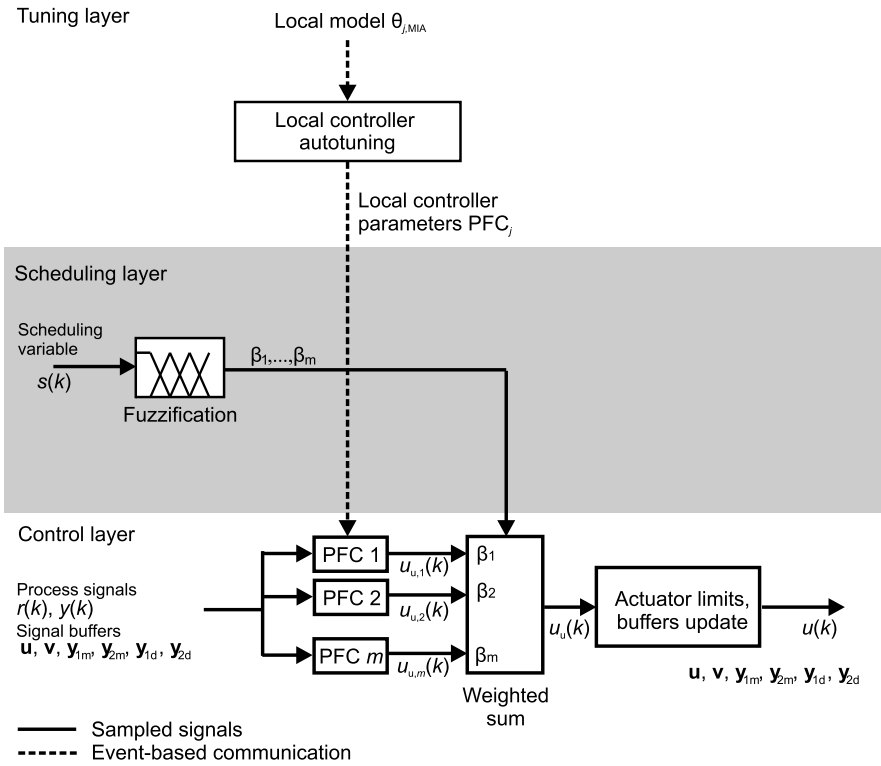 Tuning layer
Local model θj,MIA
Local controller
autotuning
Local controller
parameters PFCj
Scheduling layer
Scheduling
variable
s(k)
β1,...,βm
Fuzzification
Control layer
Process signals
r(k), y(k)
Signal buffers
u, v, y1m, y2m, y1d, y2d
PFC 1
uu,1(k)
β1
PFC 2
uu,2(k)
β2
PFC m
uu,m(k)
βm
Weighted
sum
uu(k)
Actuator limits,
buffers update
u(k)
u, v, y1m, y2m, y1d, y2d
Sampled signals
Event-based communication